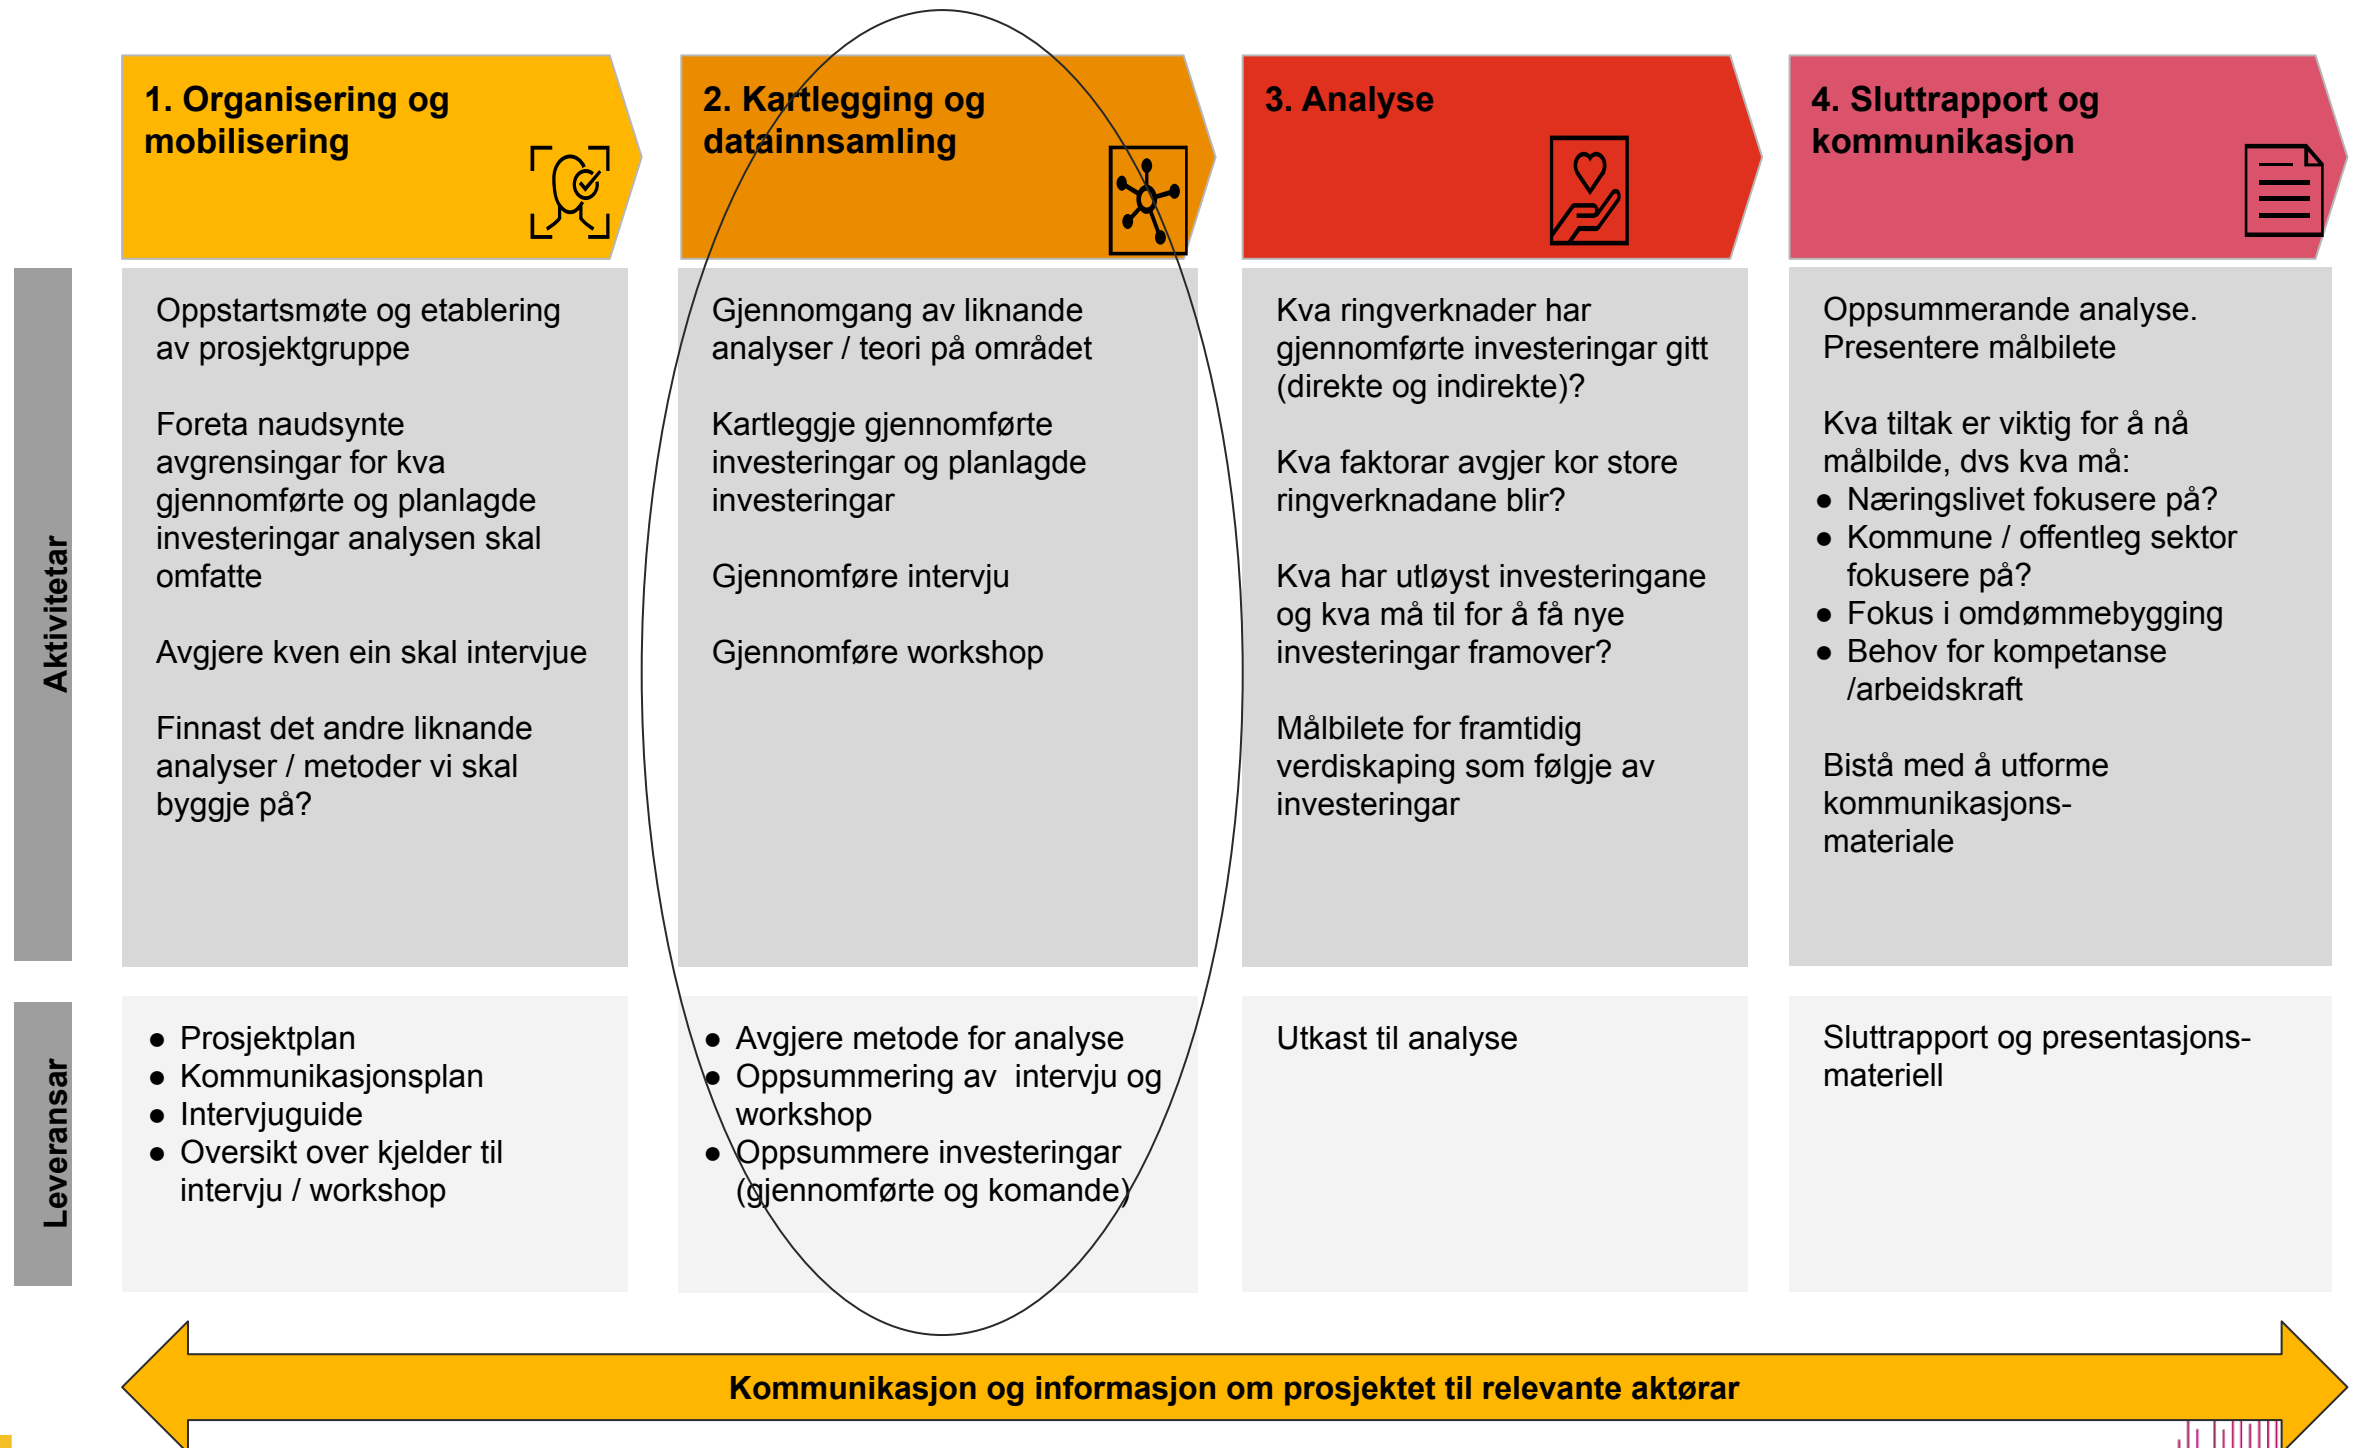 1. Organisering og
mobilisering
2. Kartlegging og
datainnsamling
3. Analyse
4. Sluttrapport og
kommunikasjon
Aktivitetar
Oppstartsmøte og etablering
av prosjektgruppe
Foreta naudsynte
avgrensingar for kva
gjennomførte og planlagde
investeringar analysen skal
omfatte
Avgjere kven ein skal intervjue
Finnast det andre liknande
analyser / metoder vi skal
byggje på?
Gjennomgang av liknande
analyser / teori på området
Kartleggje gjennomførte
investeringar og planlagde
investeringar
Gjennomføre intervju
Gjennomføre workshop
Kva ringverknader har
gjennomførte investeringar gitt
(direkte og indirekte)?
Kva faktorar avgjer kor store
ringverknadane blir?
Kva har utløyst investeringane
og kva må til for å få nye
investeringar framover?
Målbilete for framtidig
verdiskaping som følgje av
investeringar
Oppsummerande analyse.
Presentere målbilete
Kva tiltak er viktig for å nå
målbilde, dvs kva må:
● Næringslivet fokusere på?
● Kommune / offentleg sektor
fokusere på?
● Fokus i omdømmebygging
● Behov for kompetanse
/arbeidskraft
Bistå med å utforme
kommunikasjons-
materiale
Leveransar
● Prosjektplan
● Kommunikasjonsplan
● Intervjuguide
● Oversikt over kjelder til
intervju / workshop
● Avgjere metode for analyse
● Oppsummering av  intervju og
workshop
● Oppsummere investeringar
(gjennomførte og komande)
Utkast til analyse
Sluttrapport og presentasjons-
materiell
Kommunikasjon og informasjon om prosjektet til relevante aktørar